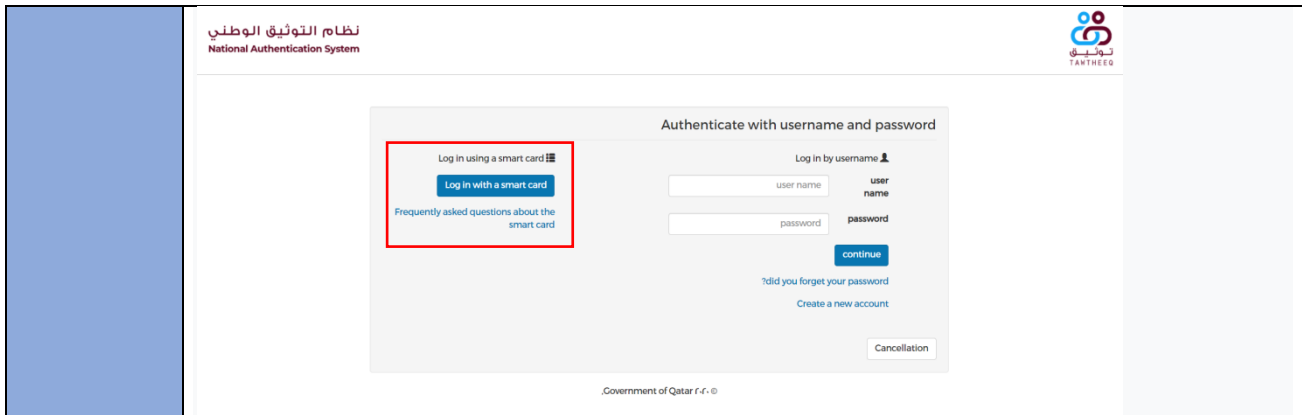 نظام التوثيق الوطني
National Authentication System
توثيق
TAWTHEEQ
Authenticate with username and password
Log in by username
user name
user
name
password
password
continue
?did you forget your password
Create a new account
Log in using a smart card
Log in with a smart card
Frequently asked questions about the
smart card
Cancellation
,Government of Qatar ٢٠٢٠ ©